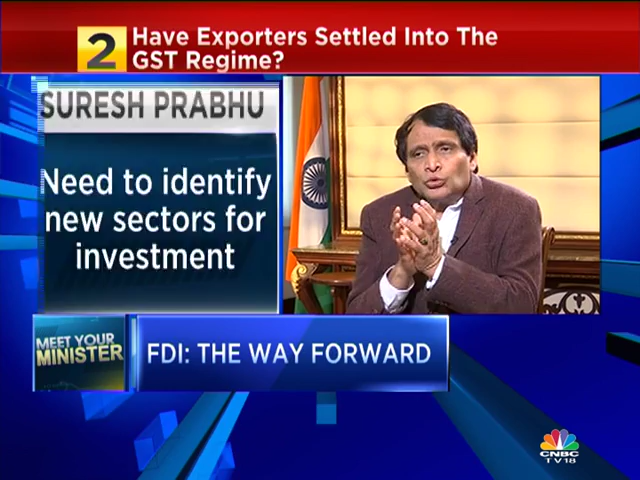 2
Have Exporters Settled Into The
GST Regime?
SURESH PRABHU
Need to identify
new sectors for
investment
MEET YOUR
MINISTER
FDI: THE WAY FORWARD
CNBC
TV18